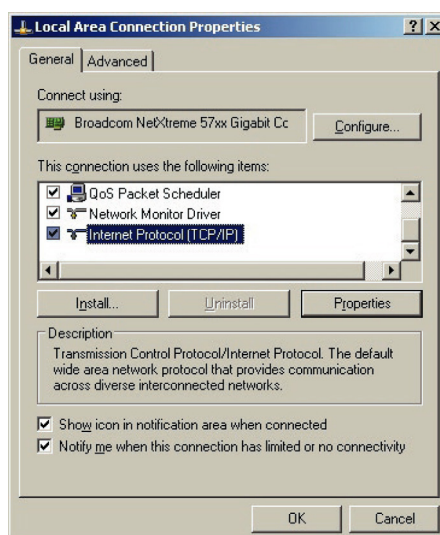 Local Area Connection Properties
General
Advanced
Connect using:
Broadcom NetXtreme 57xx Gigabit Cc
Configure...
This connection uses the following items:
QoS Packet Scheduler
Network Monitor Driver
Internet Protocol (TCP/IP)
Install...
Uninstall
Properties
Description
Transmission Control Protocol/Internet Protocol. The default
wide area network protocol that provides communication
across diverse interconnected networks.
Show icon in notification area when connected
Notify me when this connection has limited or no connectivity
OK
Cancel